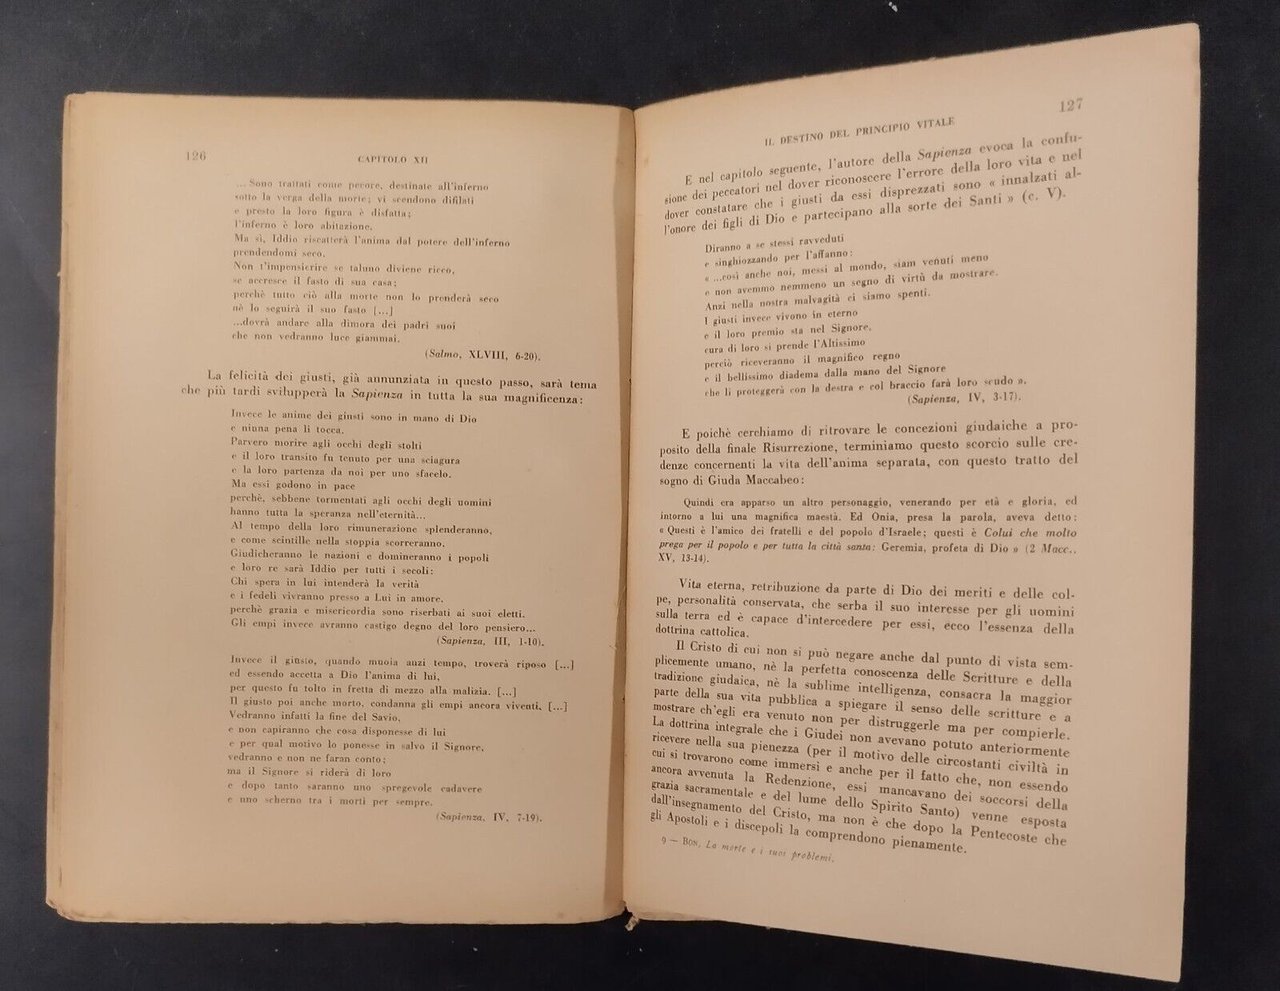 126
CAPITOLO XII
... Sono trattati come pecore, destinate all'inferno
sotto la verga della morte; vi scendono difilati
e presto la loro figura è disfatta;
l'inferno è loro abitazione.
Ma sì, Iddio riscatterà l'anima dal potere dell'inferno
prendendomi seco.
Non t'impensierire se taluno diviene ricco,
se accresce il fasto di sua casa;
perchè tutto ciò alla morte non lo prenderà seco
nè lo seguirà il suo fasto [...]
...dovrà andare alla dimora dei padri suoi
che non vedranno luce giammai.
(Salmo, XLVIII, 6-20).
La felicità dei giusti, già annunziata in questo passo, sarà tema
che più tardi svilupperà la Sapienza in tutta la sua magnificenza:
Invece le anime dei giusti sono in mano di Dio
e niuna pena li tocca.
Parvero morire agli occhi degli stolti
e il loro transito fu tenuto per una sciagura
e la loro partenza da noi per uno sfacelo.
Ma essi godono in pace
perchè, sebbene tormentati agli occhi degli uomini
hanno tutta la speranza nell'eternità...
Al tempo della loro rimunerazione splenderanno,
e come scintille nella stoppia scorreranno,
Giudicheranno le nazioni e domineranno i popoli
e loro re sarà Iddio per tutti i secoli:
Chi spera in lui intenderà la verità
e i fedeli vivranno presso a Lui in amore,
perchè grazia e misericordia sono riserbati ai suoi eletti.
Gli empi invece avranno castigo degno del loro pensiero...
(Sapienza, III, 1-10).
Invece il giusto, quando muoia anzi tempo, troverà riposo [...]
ed essendo accetta a Dio l'anima di lui,
per questo fu tolto in fretta di mezzo alla malizia. [...]
Il giusto poi anche morto, condanna gli empi ancora viventi, [...]
Vedranno infatti la fine del Savio,
e non capiranno che cosa disponesse di lui
e per qual motivo lo ponesse in salvo il Signore,
vedranno e non ne faran conto;
ma il Signore si riderà di loro
e dopo tanto saranno uno spregevole cadavere
e uno scherno tra i morti per sempre.
(Sapienza, IV, 7-19).
IL DESTINO DEL PRINCIPIO VITALE
127
E nel capitolo seguente, l'autore della Sapienza evoca la confu-
sione dei peccatori nel dover riconoscere l'errore della loro vita e nel
dover constatare che i giusti da essi disprezzati sono « innalzati al-
l'onore dei figli di Dio e partecipano alla sorte dei Santi » (c. V).
Diranno a se stessi ravveduti
e singhiozzando per l'affanno:
« ...così anche noi, messi al mondo, siam venuti meno
e non avemmo nemmeno un segno di virtù da mostrare.
Anzi nella nostra malvagità ci siamo spenti.
I giusti invece vivono in eterno
e il loro premio sta nel Signore,
cura di loro si prende l'Altissimo
perciò riceveranno il magnifico regno
e il bellissimo diadema dalla mano del Signore
che li proteggerà con la destra e col braccio farà loro scudo ».
(Sapienza, IV, 3-17).
E poichè cerchiamo di ritrovare le concezioni giudaiche a pro-
posito della finale Risurrezione, terminiamo questo scorcio sulle cre-
denze concernenti la vita dell'anima separata, con questo tratto del
sogno di Giuda Maccabeo:
Quindi era apparso un altro personaggio, venerando per età e gloria, ed
intorno a lui una magnifica maestà. Ed Onia, presa la parola, aveva detto:
« Questi è l'amico dei fratelli e del popolo d'Israele; questi è Colui che molto
prega per il popolo e per tutta la città santa: Geremia, profeta di Dio » (2 Macc.,
XV, 13-14).
Vita eterna, retribuzione da parte di Dio dei meriti e delle col-
pe, personalità conservata, che serba il suo interesse per gli uomini
sulla terra ed è capace d'intercedere per essi, ecco l'essenza della
dottrina cattolica.
Il Cristo di cui non si può negare anche dal punto di vista sem-
plicemente umano, nè la perfetta conoscenza delle Scritture e della
tradizione giudaica, nè la sublime intelligenza, consacra la maggior
parte della sua vita pubblica a spiegare il senso delle scritture e a
mostrare ch'egli era venuto non per distruggerle ma per compierle.
La dottrina integrale che i Giudei non avevano potuto anteriormente
ricevere nella sua pienezza (per il motivo delle circostanti civiltà in
cui si trovarono come immersi e anche per il fatto che, non essendo
ancora avvenuta la Redenzione, essi mancavano dei soccorsi della
grazia sacramentale e del lume dello Spirito Santo) venne esposta
dall'insegnamento del Cristo, ma non è che dopo la Pentecoste che
gli Apostoli e i discepoli la comprendono pienamente.
9 — BON, La morte e i suoi problemi.